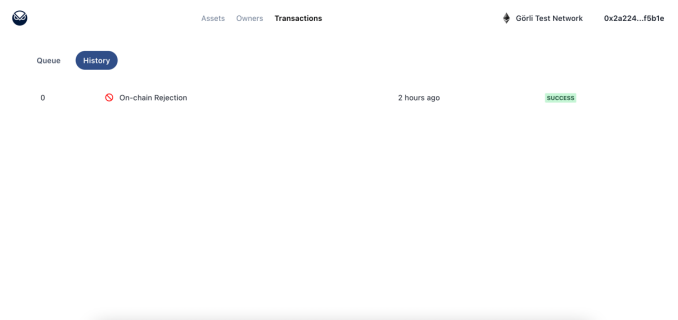 Assets Owners Transactions Görli Test Network 0x2a224...f5b1e
Queue History
0 On-chain Rejection 2 hours ago SUCCESS